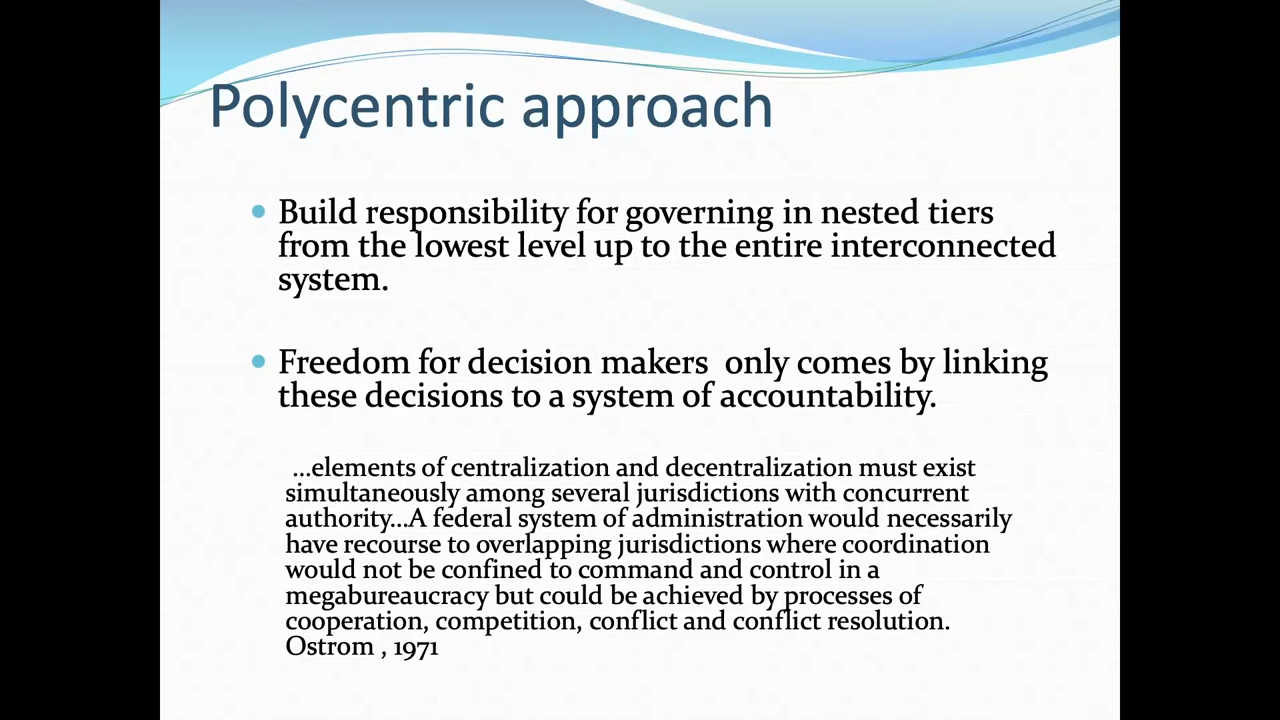 Polycentric approach
• Build responsibility for governing in nested tiers
from the lowest level up to the entire interconnected
system.
• Freedom for decision makers  only comes by linking
these decisions to a system of accountability.
...elements of centralization and decentralization must exist
simultaneously among several jurisdictions with concurrent
authority...A federal system of administration would necessarily
have recourse to overlapping jurisdictions where coordination
would not be confined to command and control in a
megabureaucracy but could be achieved by processes of
cooperation, competition, conflict and conflict resolution.
Ostrom , 1971